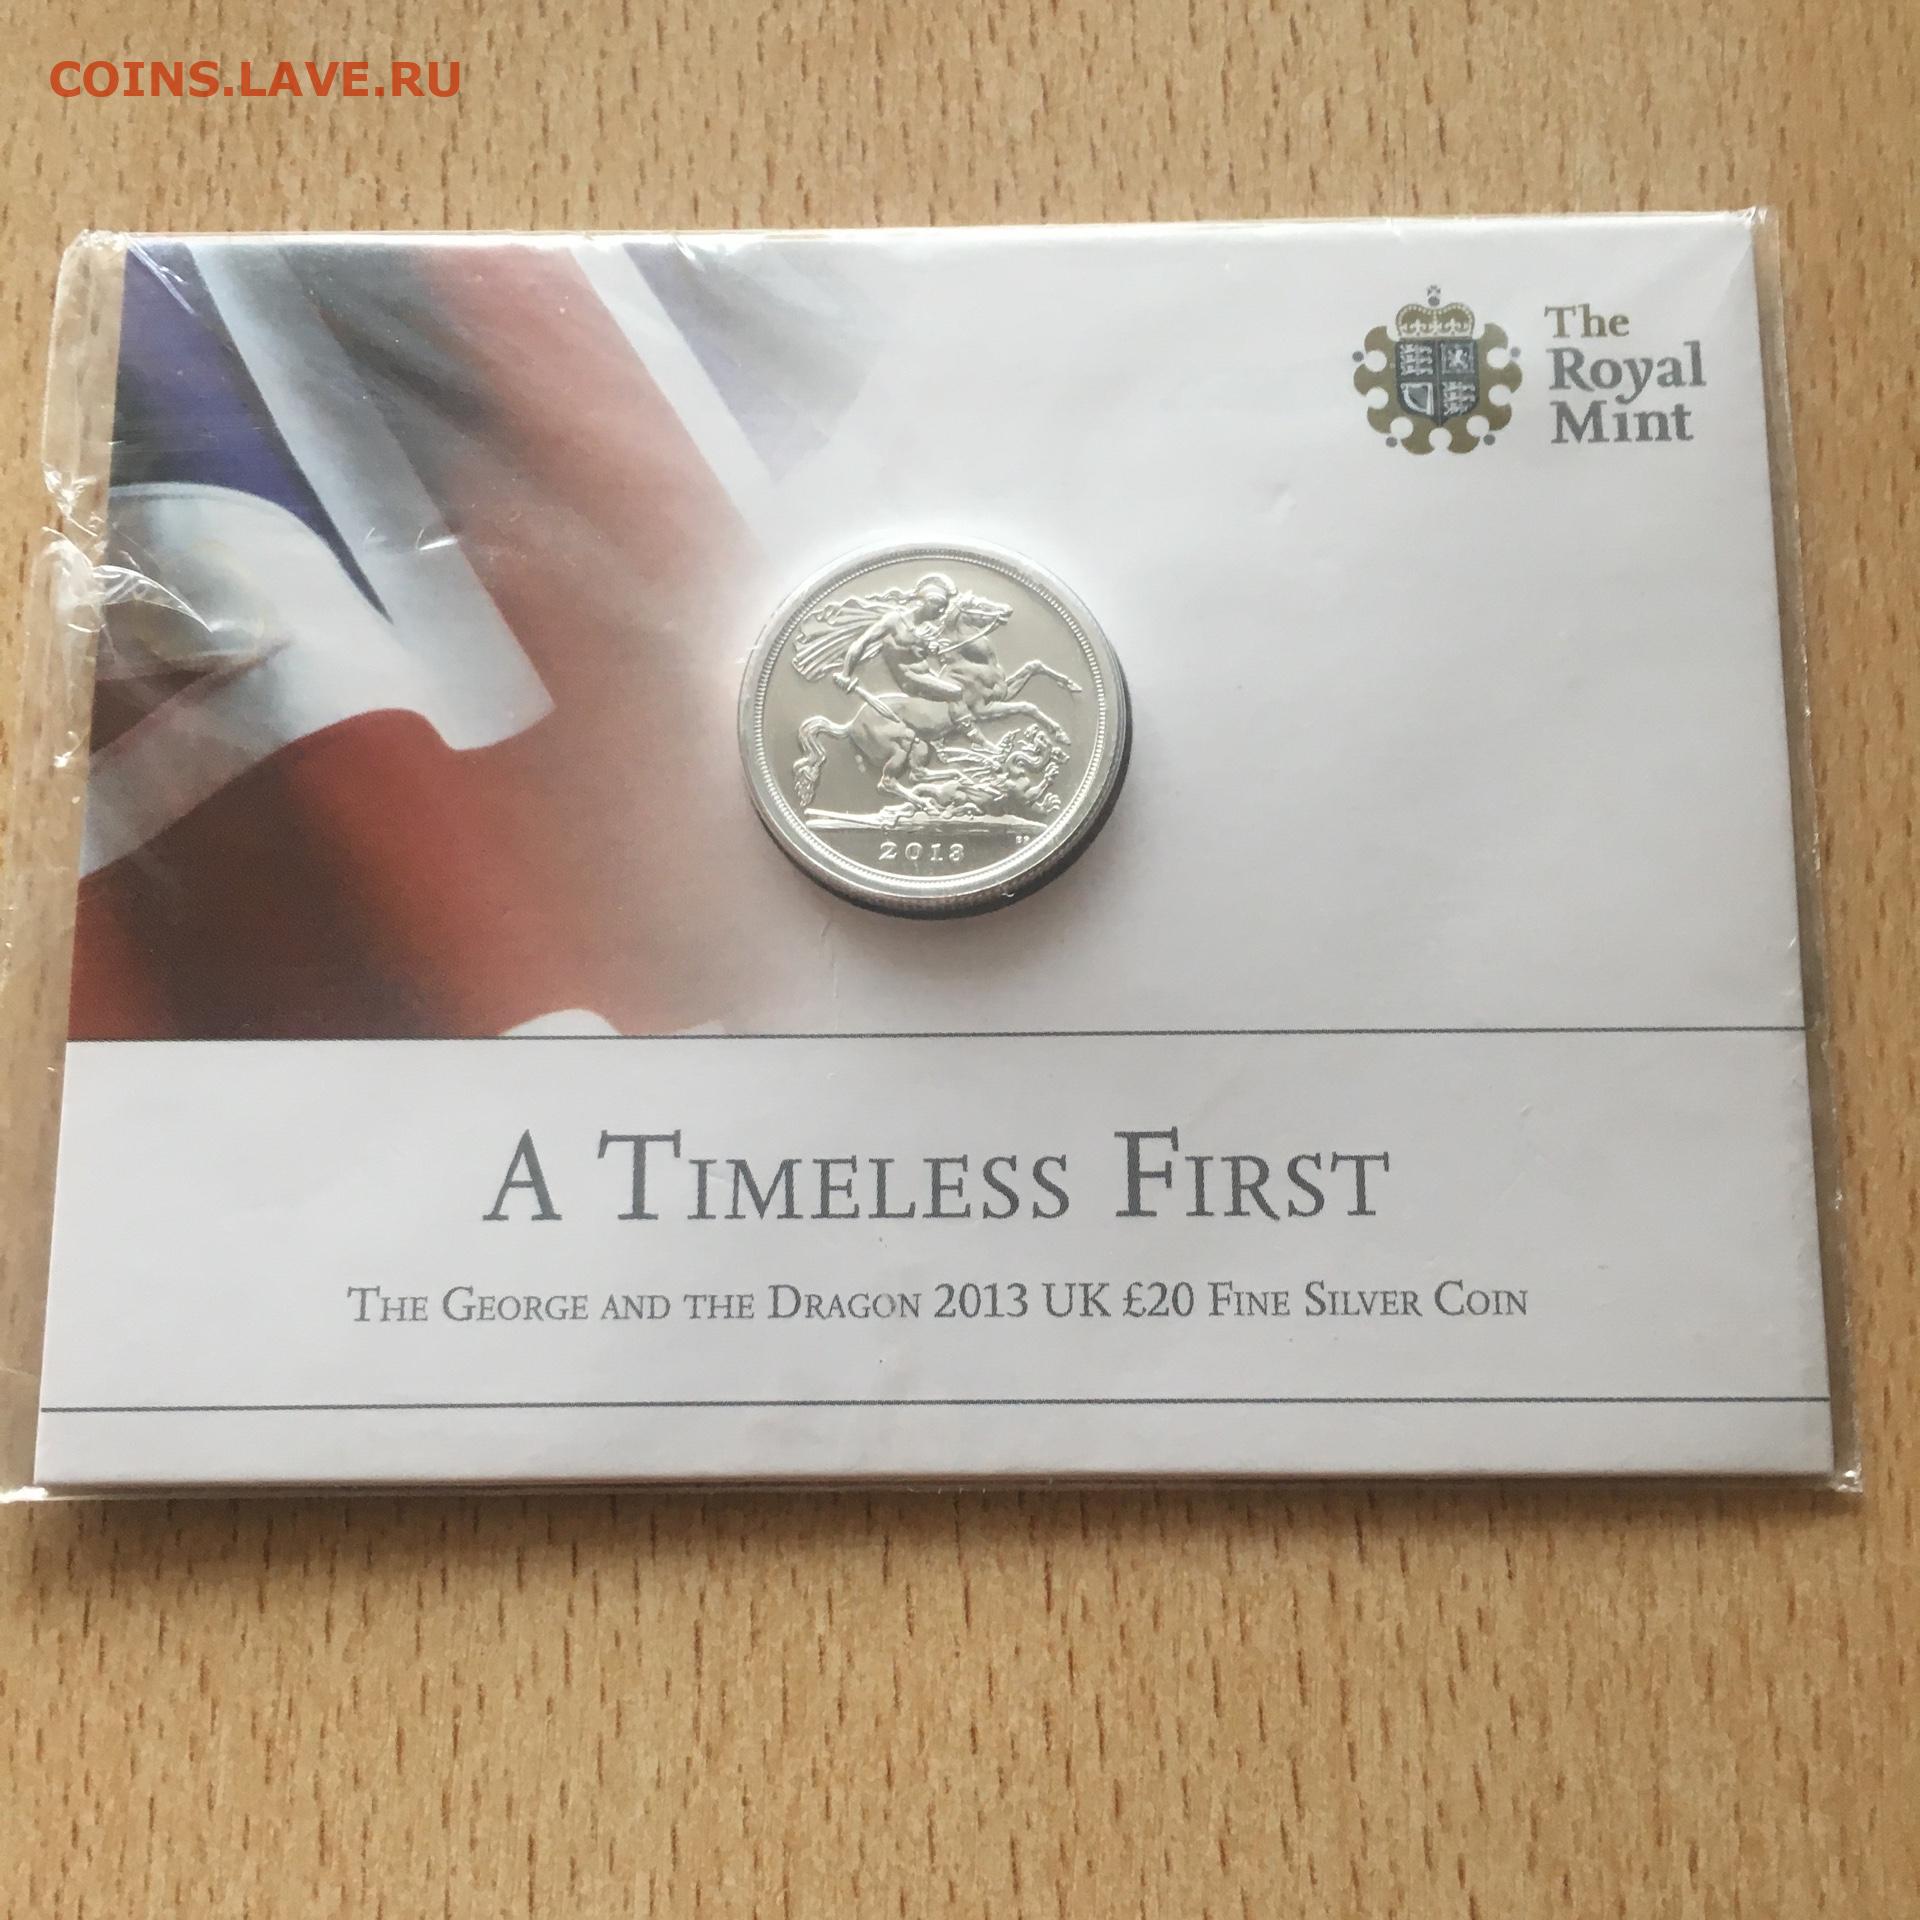 COINS.LAVE.RU
The
Royal
Mint
2013
A TIMELESS FIRST
THE GEORGE AND THE DRAGON 2013 UK £20 FINE SILVER COIN